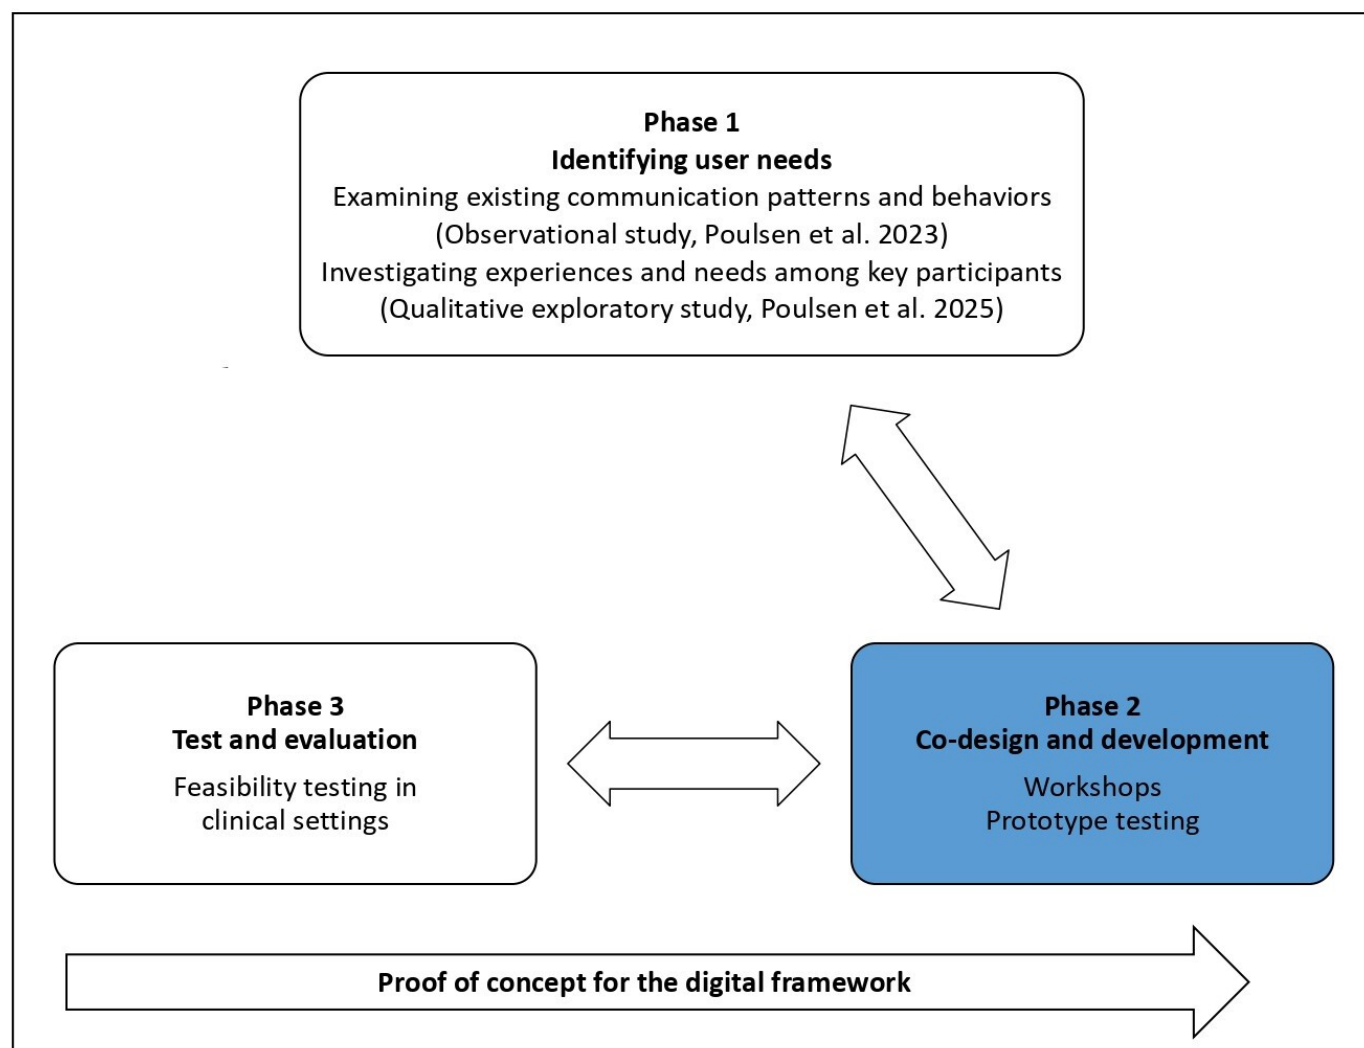 Phase 1
Identifying user needs
Examining existing communication patterns and behaviors
(Observational study, Poulsen et al. 2023)
Investigating experiences and needs among key participants
(Qualitative exploratory study, Poulsen et al. 2025)
Phase 3
Test and evaluation
Feasibility testing in
clinical settings
Phase 2
Co-design and development
Workshops
Prototype testing
Proof of concept for the digital framework